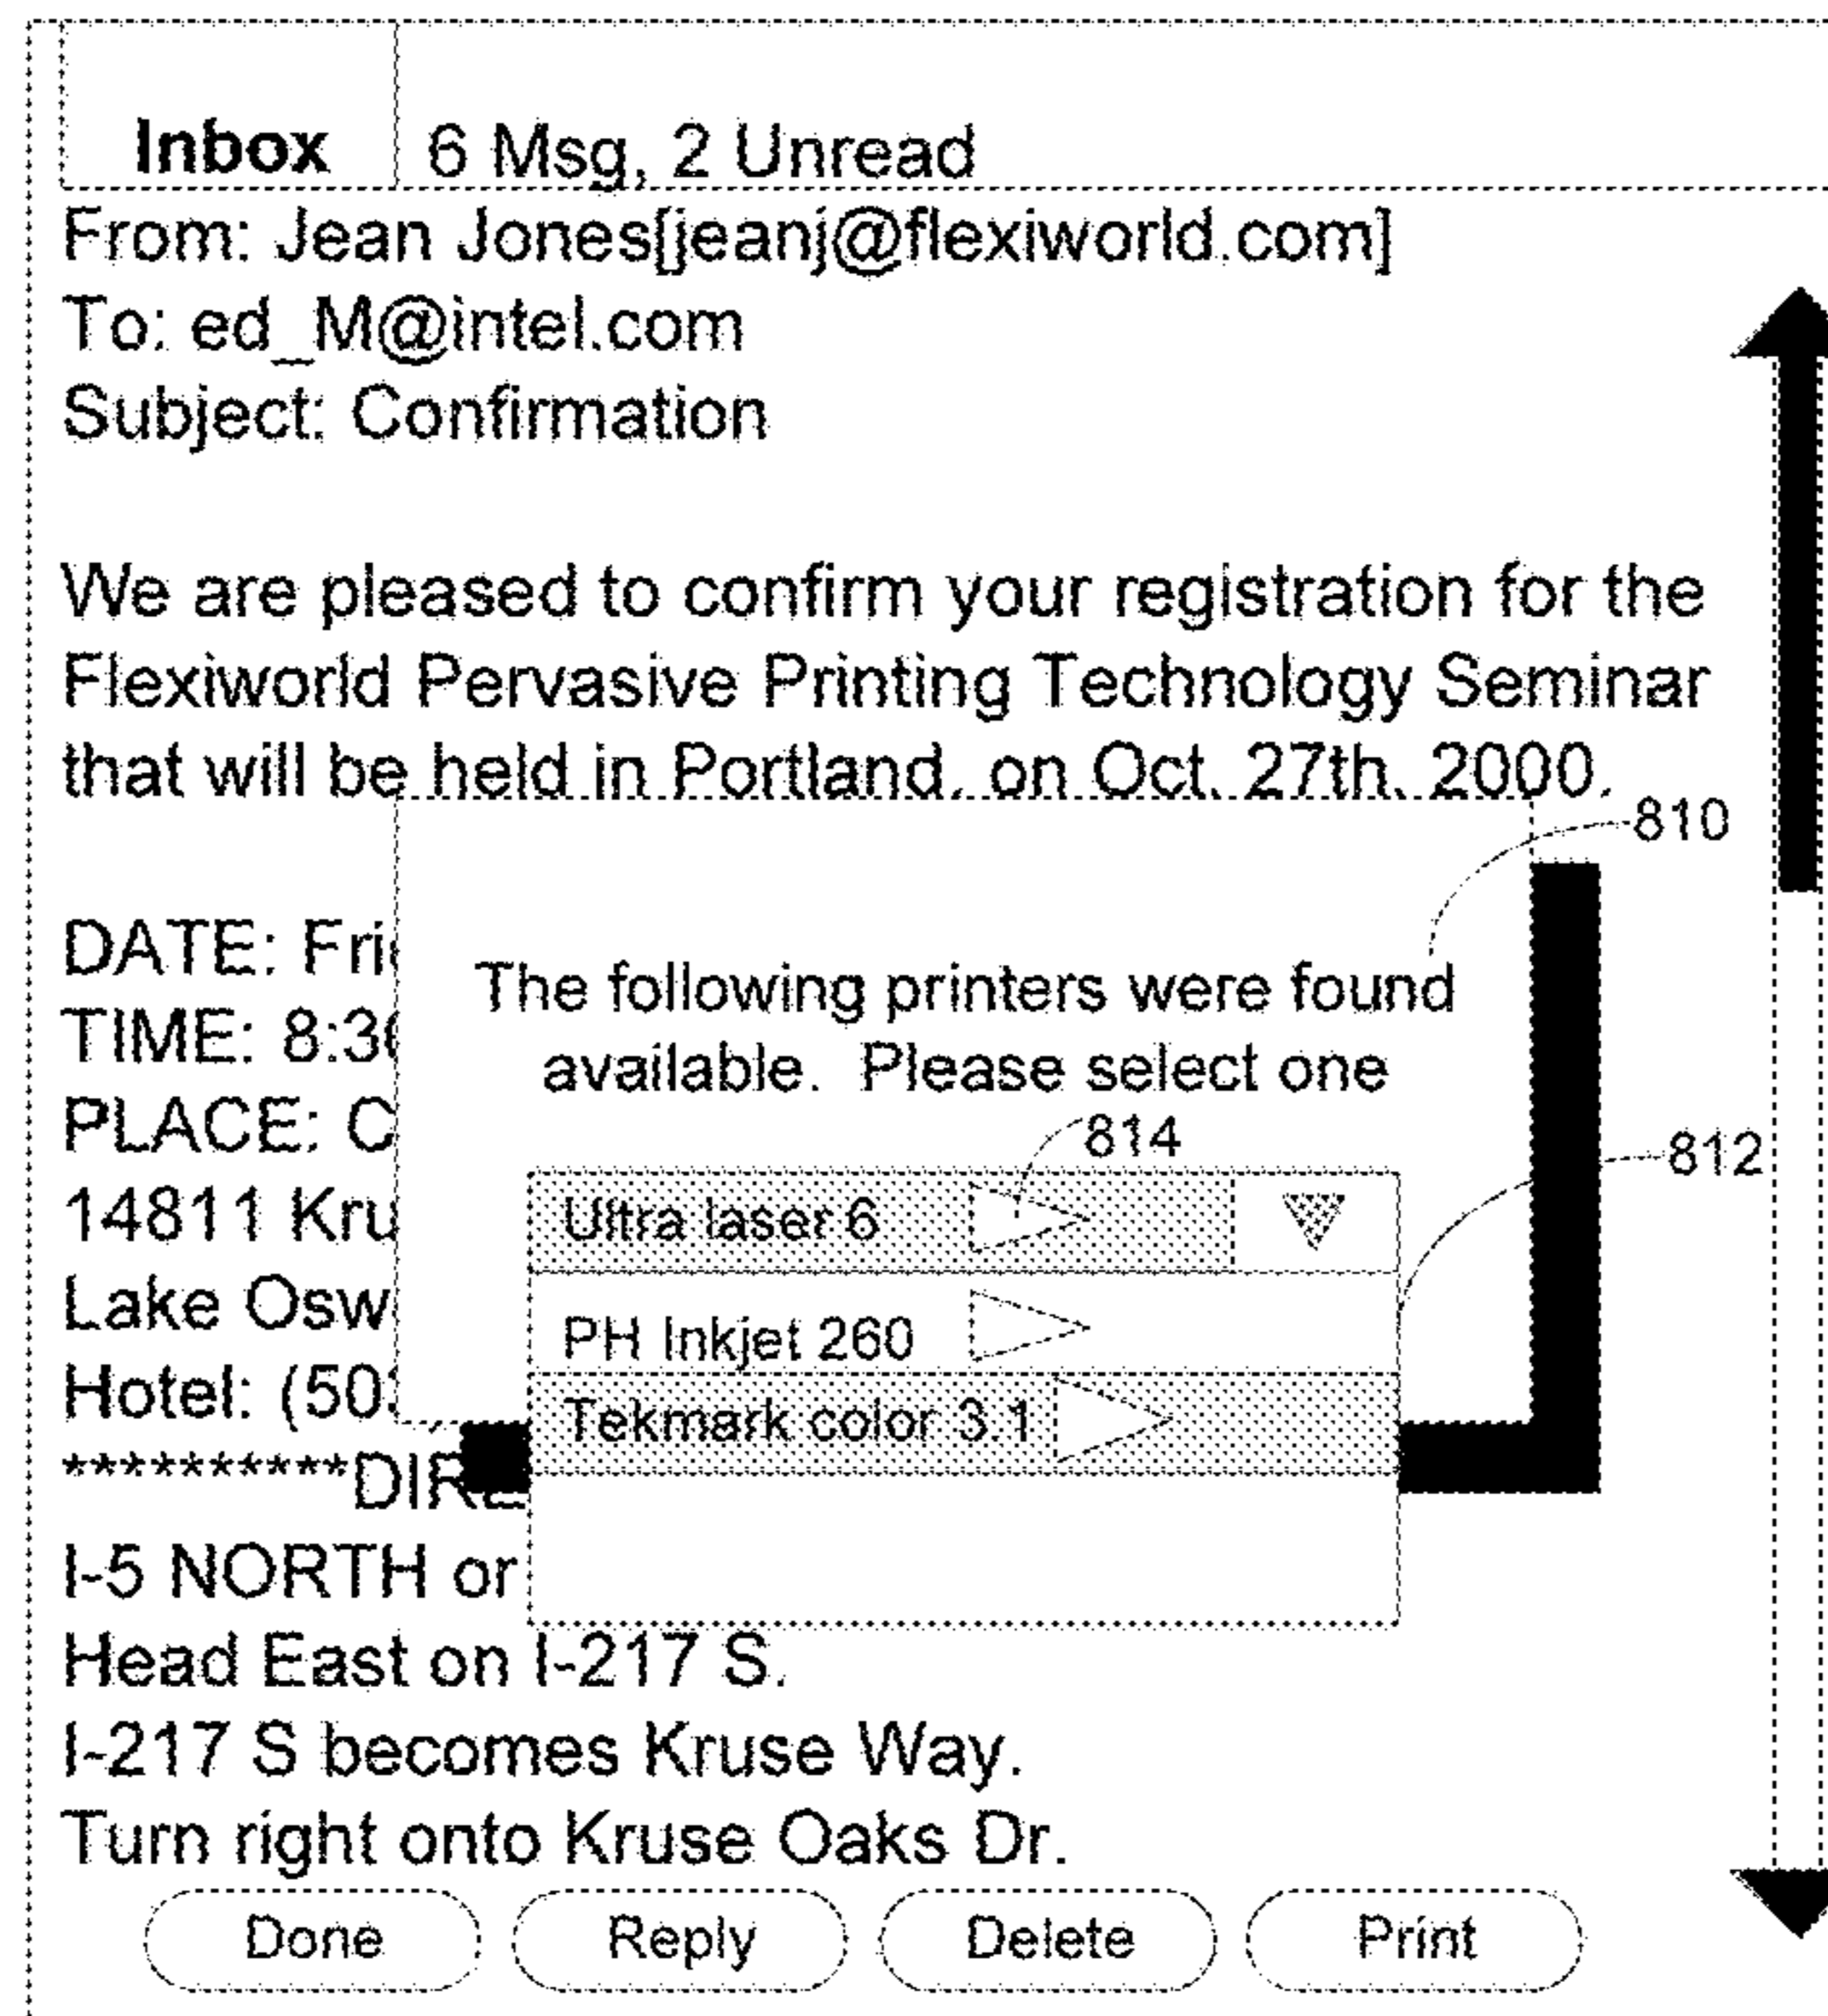 Inbox 6 Msg, 2 Unread
From: Jean Jones[jeanj@flexiworld.com]
To: ed_M@intel.com
Subject: Confirmation
We are pleased to confirm your registration for the
Flexiworld Pervasive Printing Technology Seminar
that will be held in Portland, on Oct. 27th, 2000.
810
DATE: Fri
TIME: 8:3
PLACE: C
14811 Kru
Lake Osw
Hotel: (50
**********DIR
I-5 NORTH or
Head East on I-217 S.
I-217 S becomes Kruse Way.
Turn right onto Kruse Oaks Dr.
The following printers were found
available. Please select one
814
812
Ultra laser 6
PH Inkjet 260
Tekmark color 3.1
Done Reply Delete Print